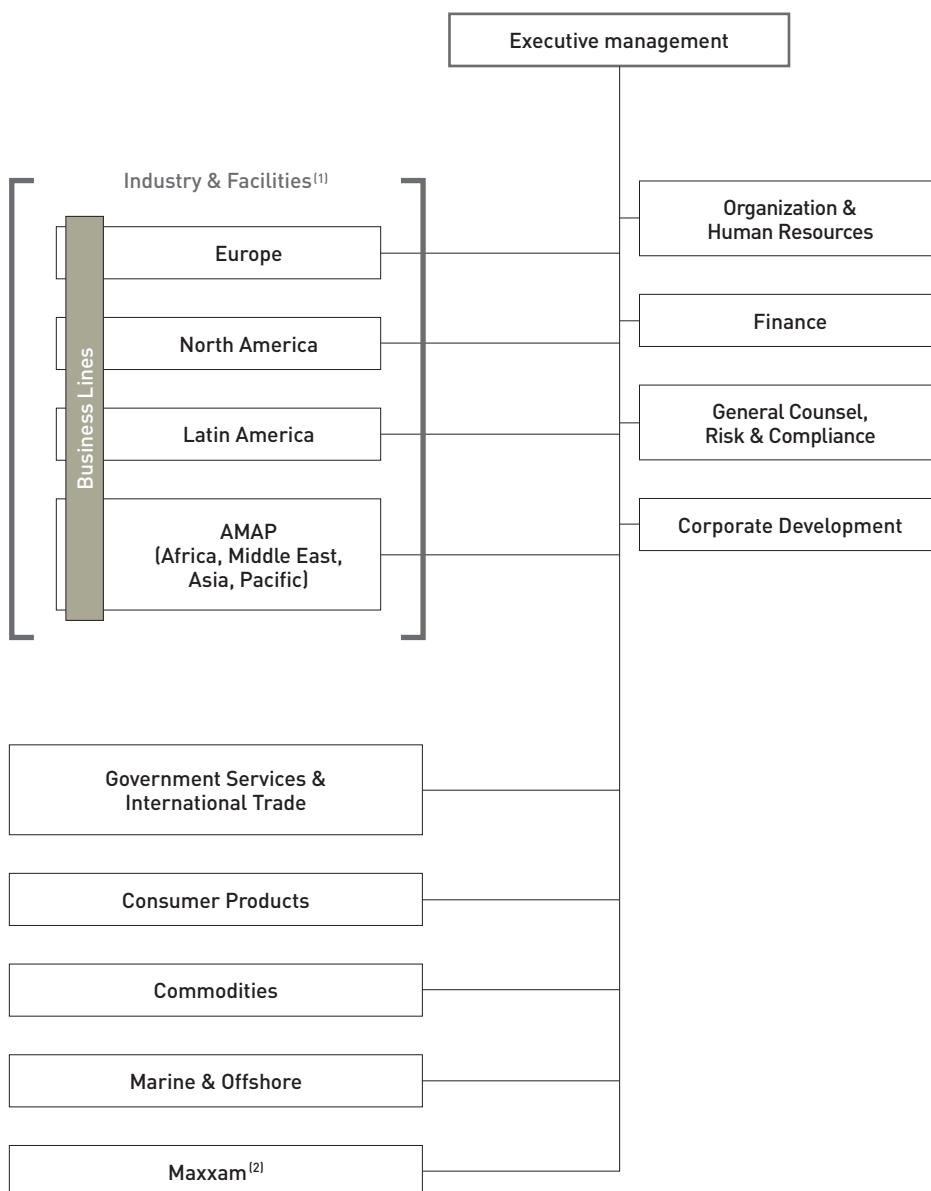 Executive management
Industry & Facilities(1)
Business Lines
Europe
North America
Latin America
AMAP
(Africa, Middle East,
Asia, Pacific)
Organization &
Human Resources
Finance
General Counsel,
Risk & Compliance
Corporate Development
Government Services &
International Trade
Consumer Products
Commodities
Marine & Offshore
Maxxam(2)